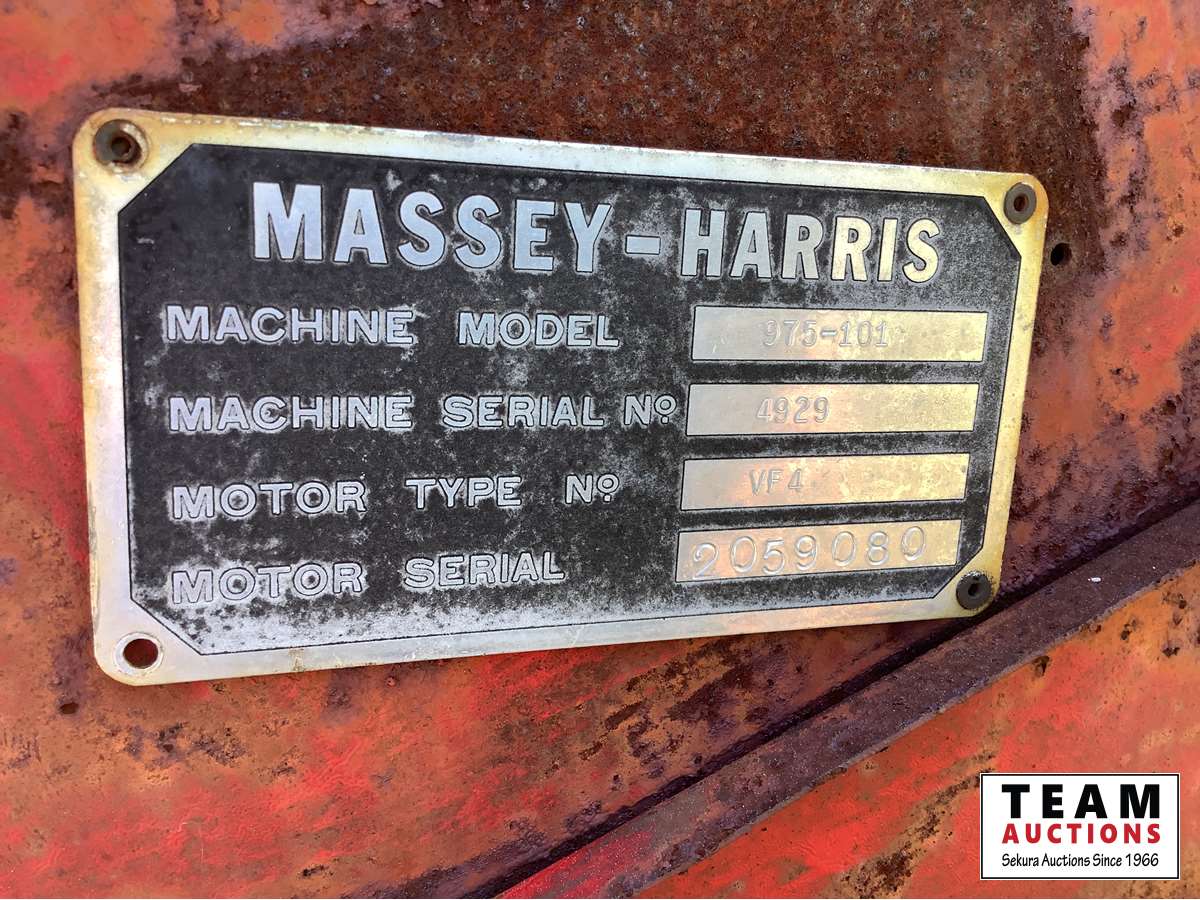 MASSEY-HARRIS
MACHINE MODEL 975-101
MACHINE SERIAL Nº 4929
MOTOR TYPE Nº VF4
MOTOR SERIAL 2059080
TEAM
AUCTIONS
Sekura Auctions Since 1966